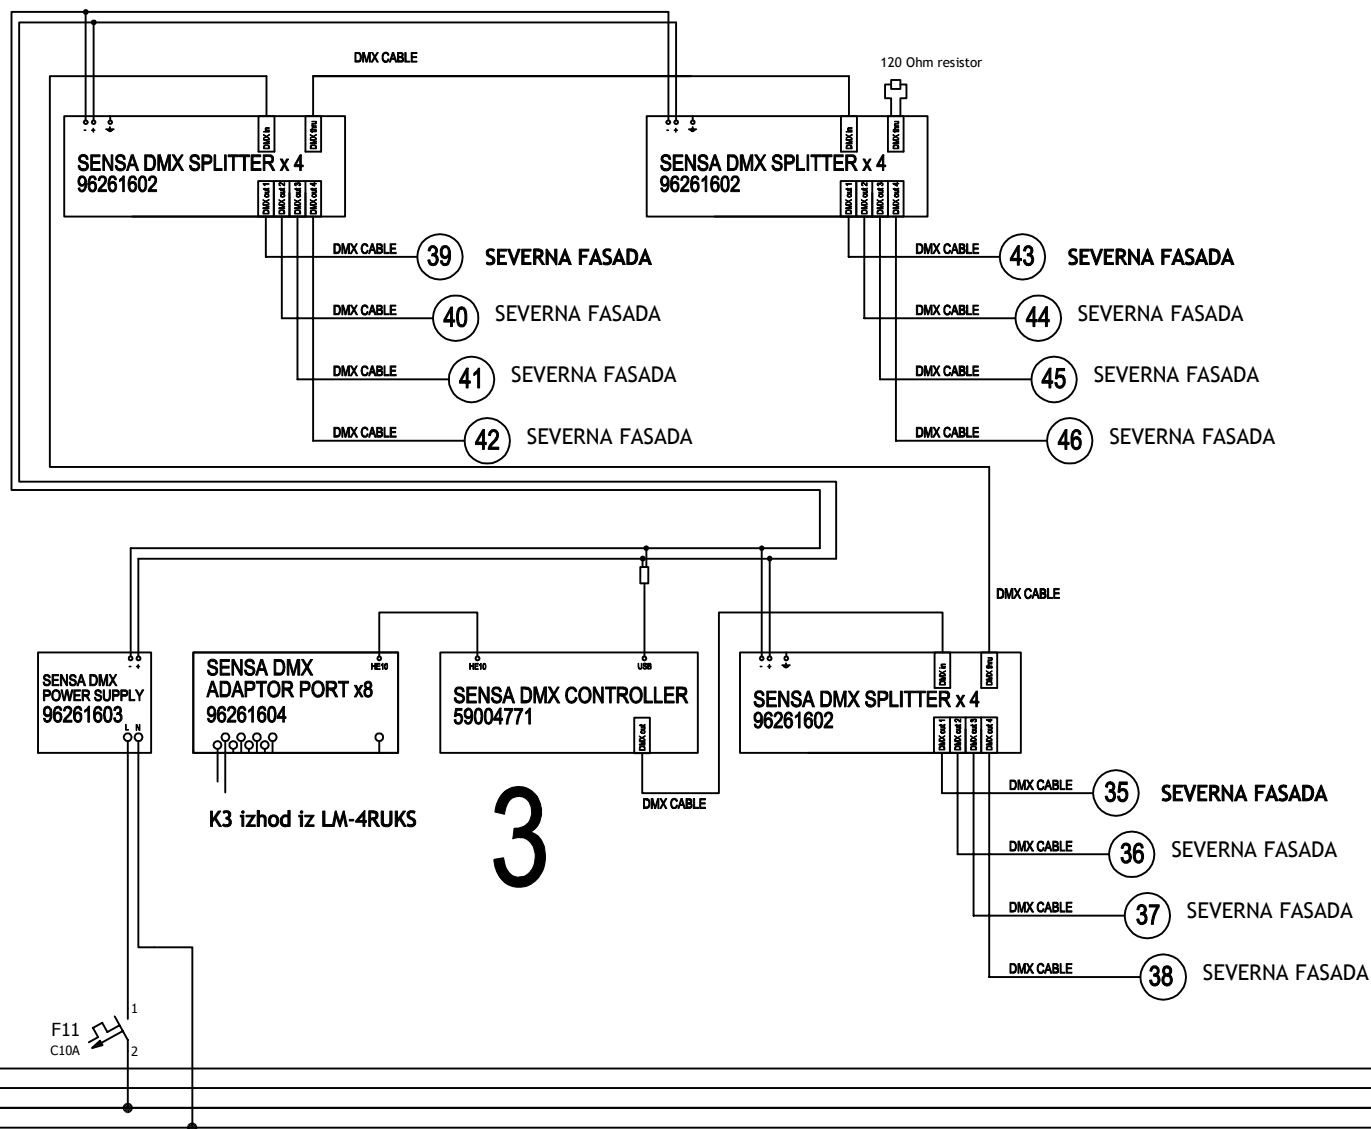 DMX CABLE
120 Ohm resistor
- +
DMX in
DMX thru
SENSA DMX SPLITTER x 4
96261602
DMX out 1
DMX out 2
DMX out 3
DMX out 4
- +
DMX in
DMX thru
SENSA DMX SPLITTER x 4
96261602
DMX out 1
DMX out 2
DMX out 3
DMX out 4
DMX CABLE 39 SEVERNA FASADA
DMX CABLE 40 SEVERNA FASADA
DMX CABLE 41 SEVERNA FASADA
DMX CABLE 42 SEVERNA FASADA
DMX CABLE 43 SEVERNA FASADA
DMX CABLE 44 SEVERNA FASADA
DMX CABLE 45 SEVERNA FASADA
DMX CABLE 46 SEVERNA FASADA
DMX CABLE
- +
SENSA DMX
POWER SUPPLY
96261603
L N
HE10
SENSA DMX
ADAPTOR PORT x8
96261604
K3 izhod iz LM-4RUKS
HE10
USB
SENSA DMX CONTROLLER
59004771
DMX out
DMX CABLE
3
- +
DMX in
DMX thru
SENSA DMX SPLITTER x 4
96261602
DMX out 1
DMX out 2
DMX out 3
DMX out 4
DMX CABLE 35 SEVERNA FASADA
DMX CABLE 36 SEVERNA FASADA
DMX CABLE 37 SEVERNA FASADA
DMX CABLE 38 SEVERNA FASADA
1
F11
C10A
2